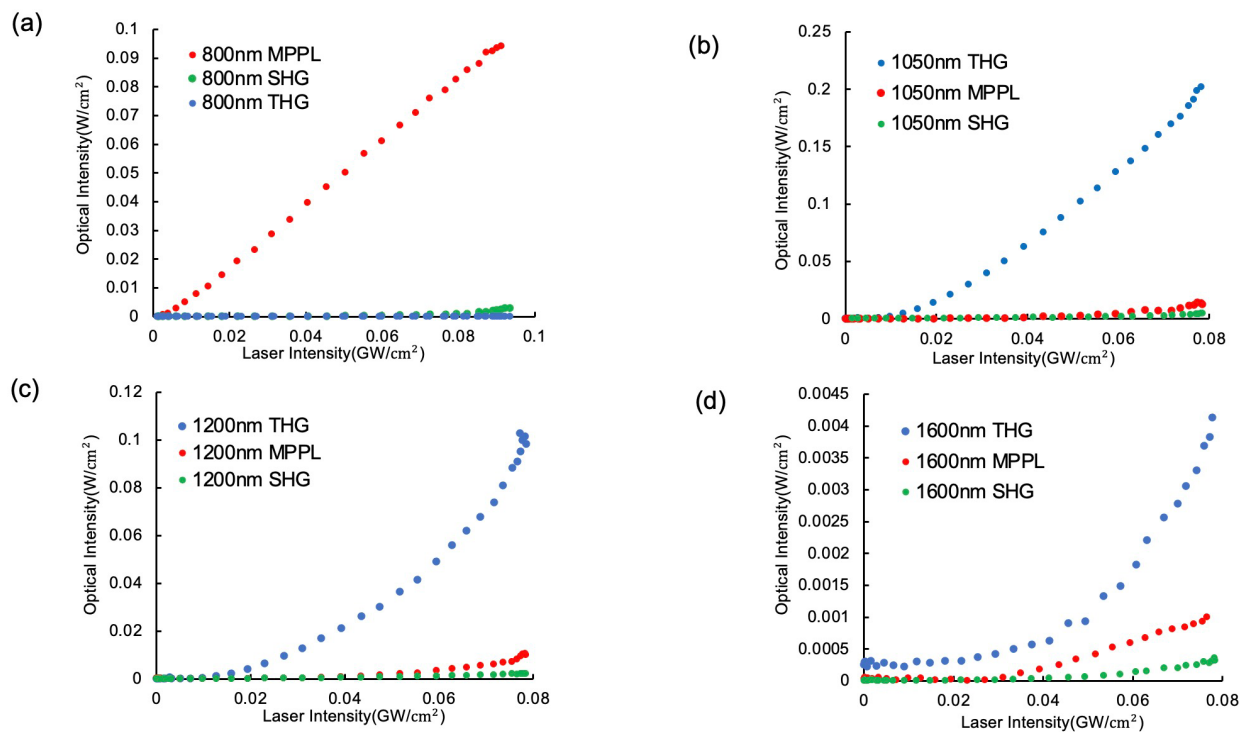 (a)
0.1
0.09
0.08
0.07
0.06
0.05
0.04
0.03
0.02
0.01
0
800nm MPPL
800nm SHG
800nm THG
Optical Intensity(W/cm²)
0 0.02 0.04 0.06 0.08 0.1
Laser Intensity(GW/cm²)
(b)
0.25
0.2
0.15
0.1
0.05
0
1050nm THG
1050nm MPPL
1050nm SHG
Optical Intensity(W/cm²)
0 0.02 0.04 0.06 0.08
Laser Intensity(GW/cm²)
(c)
0.12
0.1
0.08
0.06
0.04
0.02
0
1200nm THG
1200nm MPPL
1200nm SHG
Optical Intensity(W/cm²)
0 0.02 0.04 0.06 0.08
Laser Intensity(GW/cm²)
(d)
0.0045
0.004
0.0035
0.003
0.0025
0.002
0.0015
0.001
0.0005
0
1600nm THG
1600nm MPPL
1600nm SHG
Optical Intensity(W/cm²)
0 0.02 0.04 0.06 0.08
Laser Intensity(GW/cm²)